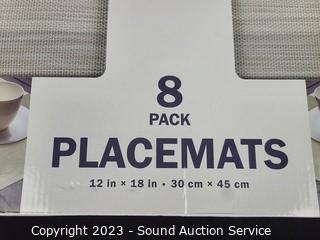 8
PACK
PLACEMATS
12 in × 18 in • 30 cm × 45 cm
Copyright 2023 - Sound Auction Service